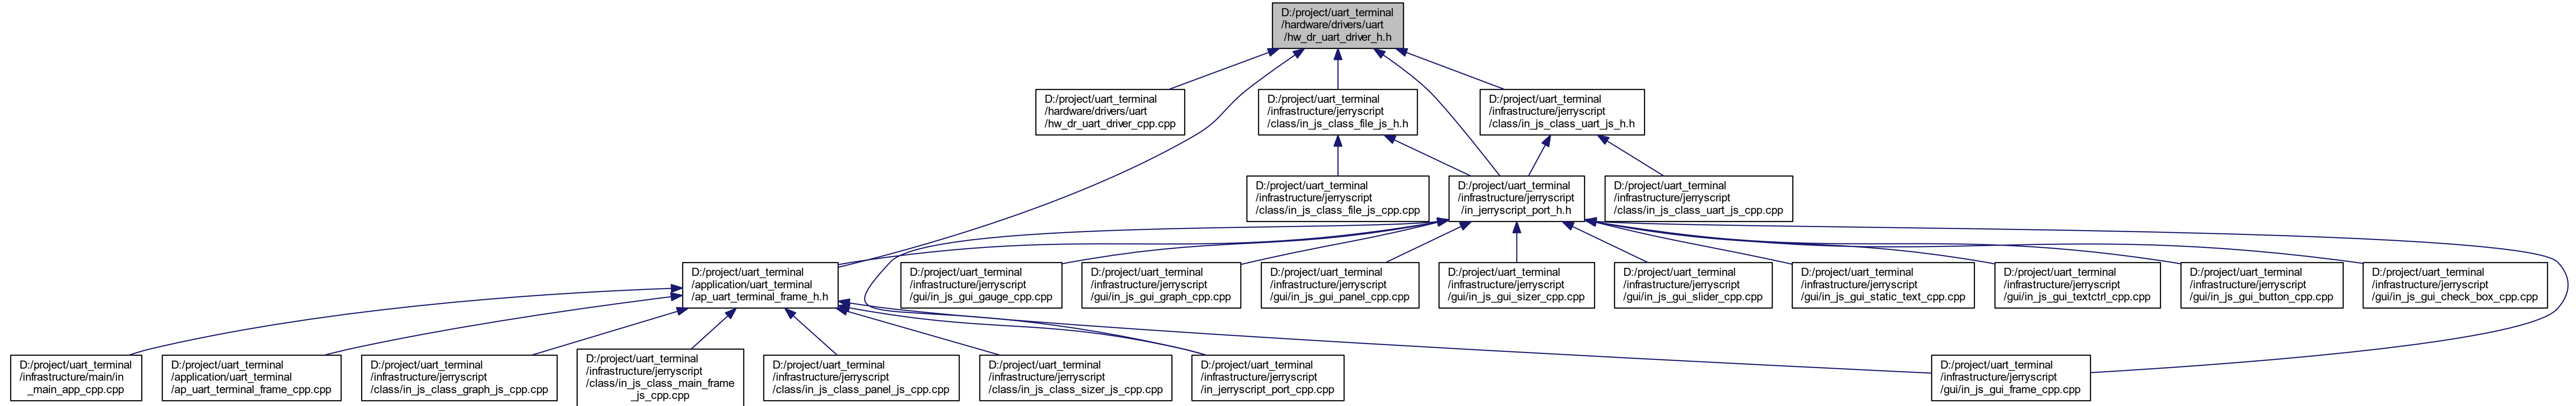 D:/project/uart_terminal
/hardware/drivers/uart
/hw_dr_uart_driver_h.h
D:/project/uart_terminal
/hardware/drivers/uart
/hw_dr_uart_driver_cpp.cpp
D:/project/uart_terminal
/infrastructure/jerryscript
/class/in_js_class_file_js_h.h
D:/project/uart_terminal
/infrastructure/jerryscript
/class/in_js_class_uart_js_h.h
D:/project/uart_terminal
/infrastructure/jerryscript
/class/in_js_class_file_js_cpp.cpp
D:/project/uart_terminal
/infrastructure/jerryscript
/in_jerryscript_port_h.h
D:/project/uart_terminal
/infrastructure/jerryscript
/class/in_js_class_uart_js_cpp.cpp
D:/project/uart_terminal
/application/uart_terminal
/ap_uart_terminal_frame_h.h
D:/project/uart_terminal
/infrastructure/jerryscript
/gui/in_js_gui_gauge_cpp.cpp
D:/project/uart_terminal
/infrastructure/jerryscript
/gui/in_js_gui_graph_cpp.cpp
D:/project/uart_terminal
/infrastructure/jerryscript
/gui/in_js_gui_panel_cpp.cpp
D:/project/uart_terminal
/infrastructure/jerryscript
/gui/in_js_gui_sizer_cpp.cpp
D:/project/uart_terminal
/infrastructure/jerryscript
/gui/in_js_gui_slider_cpp.cpp
D:/project/uart_terminal
/infrastructure/jerryscript
/gui/in_js_gui_static_text_cpp.cpp
D:/project/uart_terminal
/infrastructure/jerryscript
/gui/in_js_gui_textctrl_cpp.cpp
D:/project/uart_terminal
/infrastructure/jerryscript
/gui/in_js_gui_button_cpp.cpp
D:/project/uart_terminal
/infrastructure/jerryscript
/gui/in_js_gui_check_box_cpp.cpp
D:/project/uart_terminal
/infrastructure/main/in
_main_app_cpp.cpp
D:/project/uart_terminal
/application/uart_terminal
/ap_uart_terminal_frame_cpp.cpp
D:/project/uart_terminal
/infrastructure/jerryscript
/class/in_js_class_graph_js_cpp.cpp
D:/project/uart_terminal
/infrastructure/jerryscript
/class/in_js_class_main_frame
_js_cpp.cpp
D:/project/uart_terminal
/infrastructure/jerryscript
/class/in_js_class_panel_js_cpp.cpp
D:/project/uart_terminal
/infrastructure/jerryscript
/class/in_js_class_sizer_js_cpp.cpp
D:/project/uart_terminal
/infrastructure/jerryscript
/in_jerryscript_port_cpp.cpp
D:/project/uart_terminal
/infrastructure/jerryscript
/gui/in_js_gui_frame_cpp.cpp